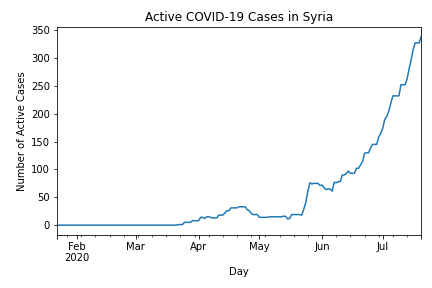 Active COVID-19 Cases in Syria
Number of Active Cases
350
300
250
200
150
100
50
0
Feb Mar Apr May Jun Jul
2020
Day